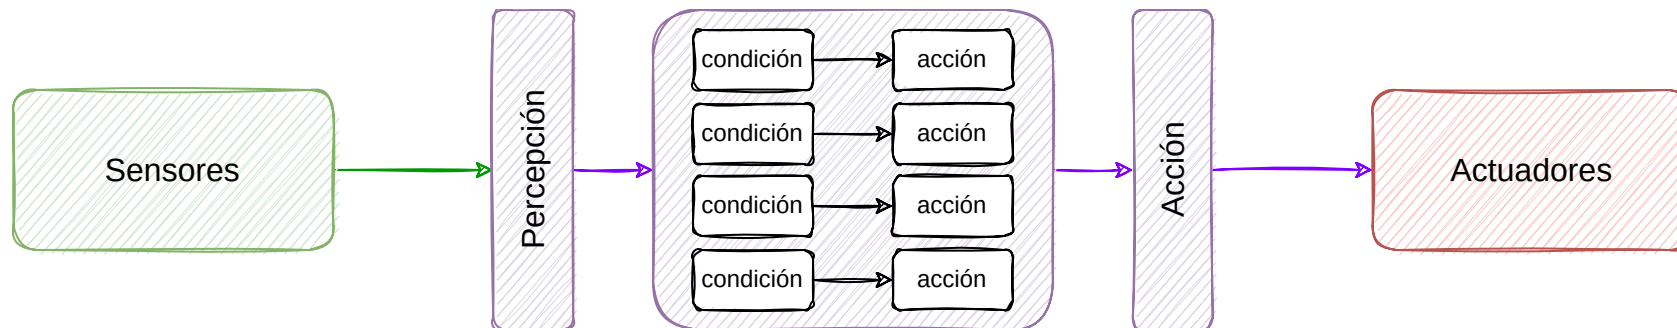 Sensores
Percepción
condición
acción
condición
acción
condición
acción
condición
acción
Acción
Actuadores